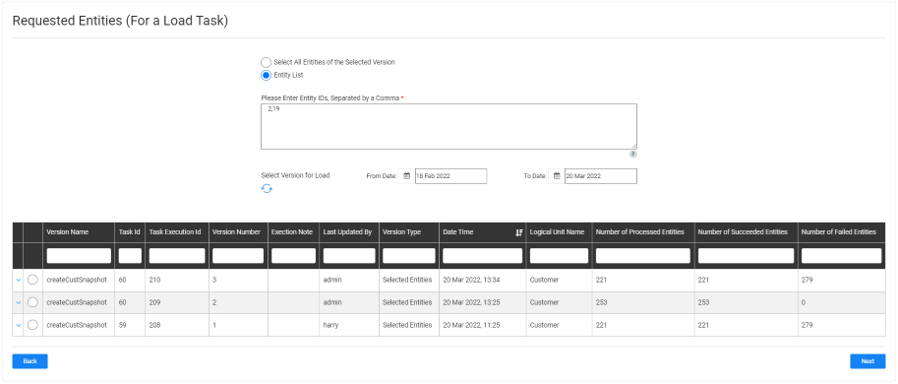 Requested Entities (For a Load Task)
Select All Entities of the Selected Version
Entity List
Please Enter Entity IDs, Separated by a Comma *
2,19
Select Version for Load From Date: 18 Feb 2022 To Date: 20 Mar 2022
Version Name Task Id Task Execution Id Version Number Exection Note Last Updated By Version Type Date Time Logical Unit Name Number of Processed Entities Number of Succeeded Entities Number of Failed Entities
createCustSnapshot 60 210 3 admin Selected Entities 20 Mar 2022, 13:34 Customer 221 221 279
createCustSnapshot 60 209 2 admin Selected Entities 20 Mar 2022, 13:25 Customer 253 253 0
createCustSnapshot 59 208 1 harry Selected Entities 20 Mar 2022, 11:25 Customer 221 221 279
Back Next